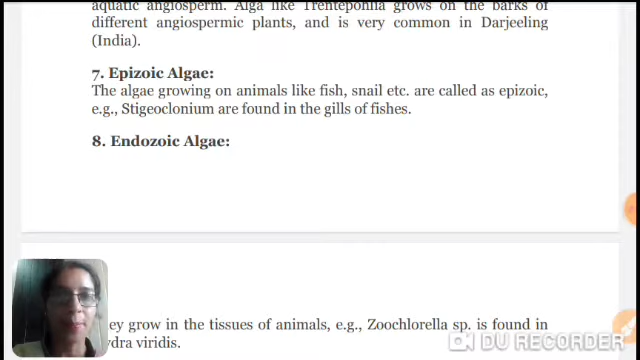 aquatic angiosperm. Alga like Trentepohlia grows on the barks of
different angiospermic plants, and is very common in Darjeeling
(India).
7. Epizoic Algae:
The algae growing on animals like fish, snail etc. are called as epizoic,
e.g., Stigeoclonium are found in the gills of fishes.
8. Endozoic Algae:
ey grow in the tissues of animals, e.g., Zoochlorella sp. is found in
ydra viridis.
DU RECORDER